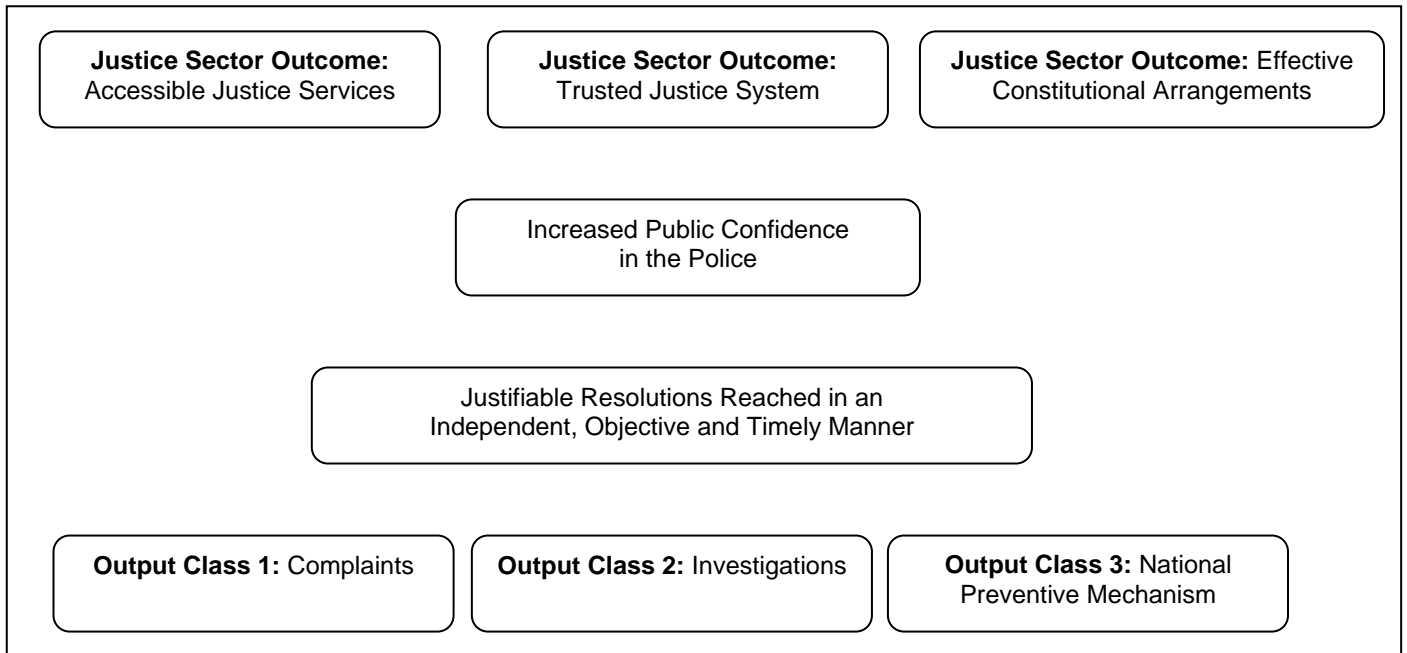 Justice Sector Outcome:
Accessible Justice Services
Justice Sector Outcome:
Trusted Justice System
Justice Sector Outcome: Effective
Constitutional Arrangements
Increased Public Confidence
in the Police
Justifiable Resolutions Reached in an
Independent, Objective and Timely Manner
Output Class 1: Complaints
Output Class 2: Investigations
Output Class 3: National
Preventive Mechanism